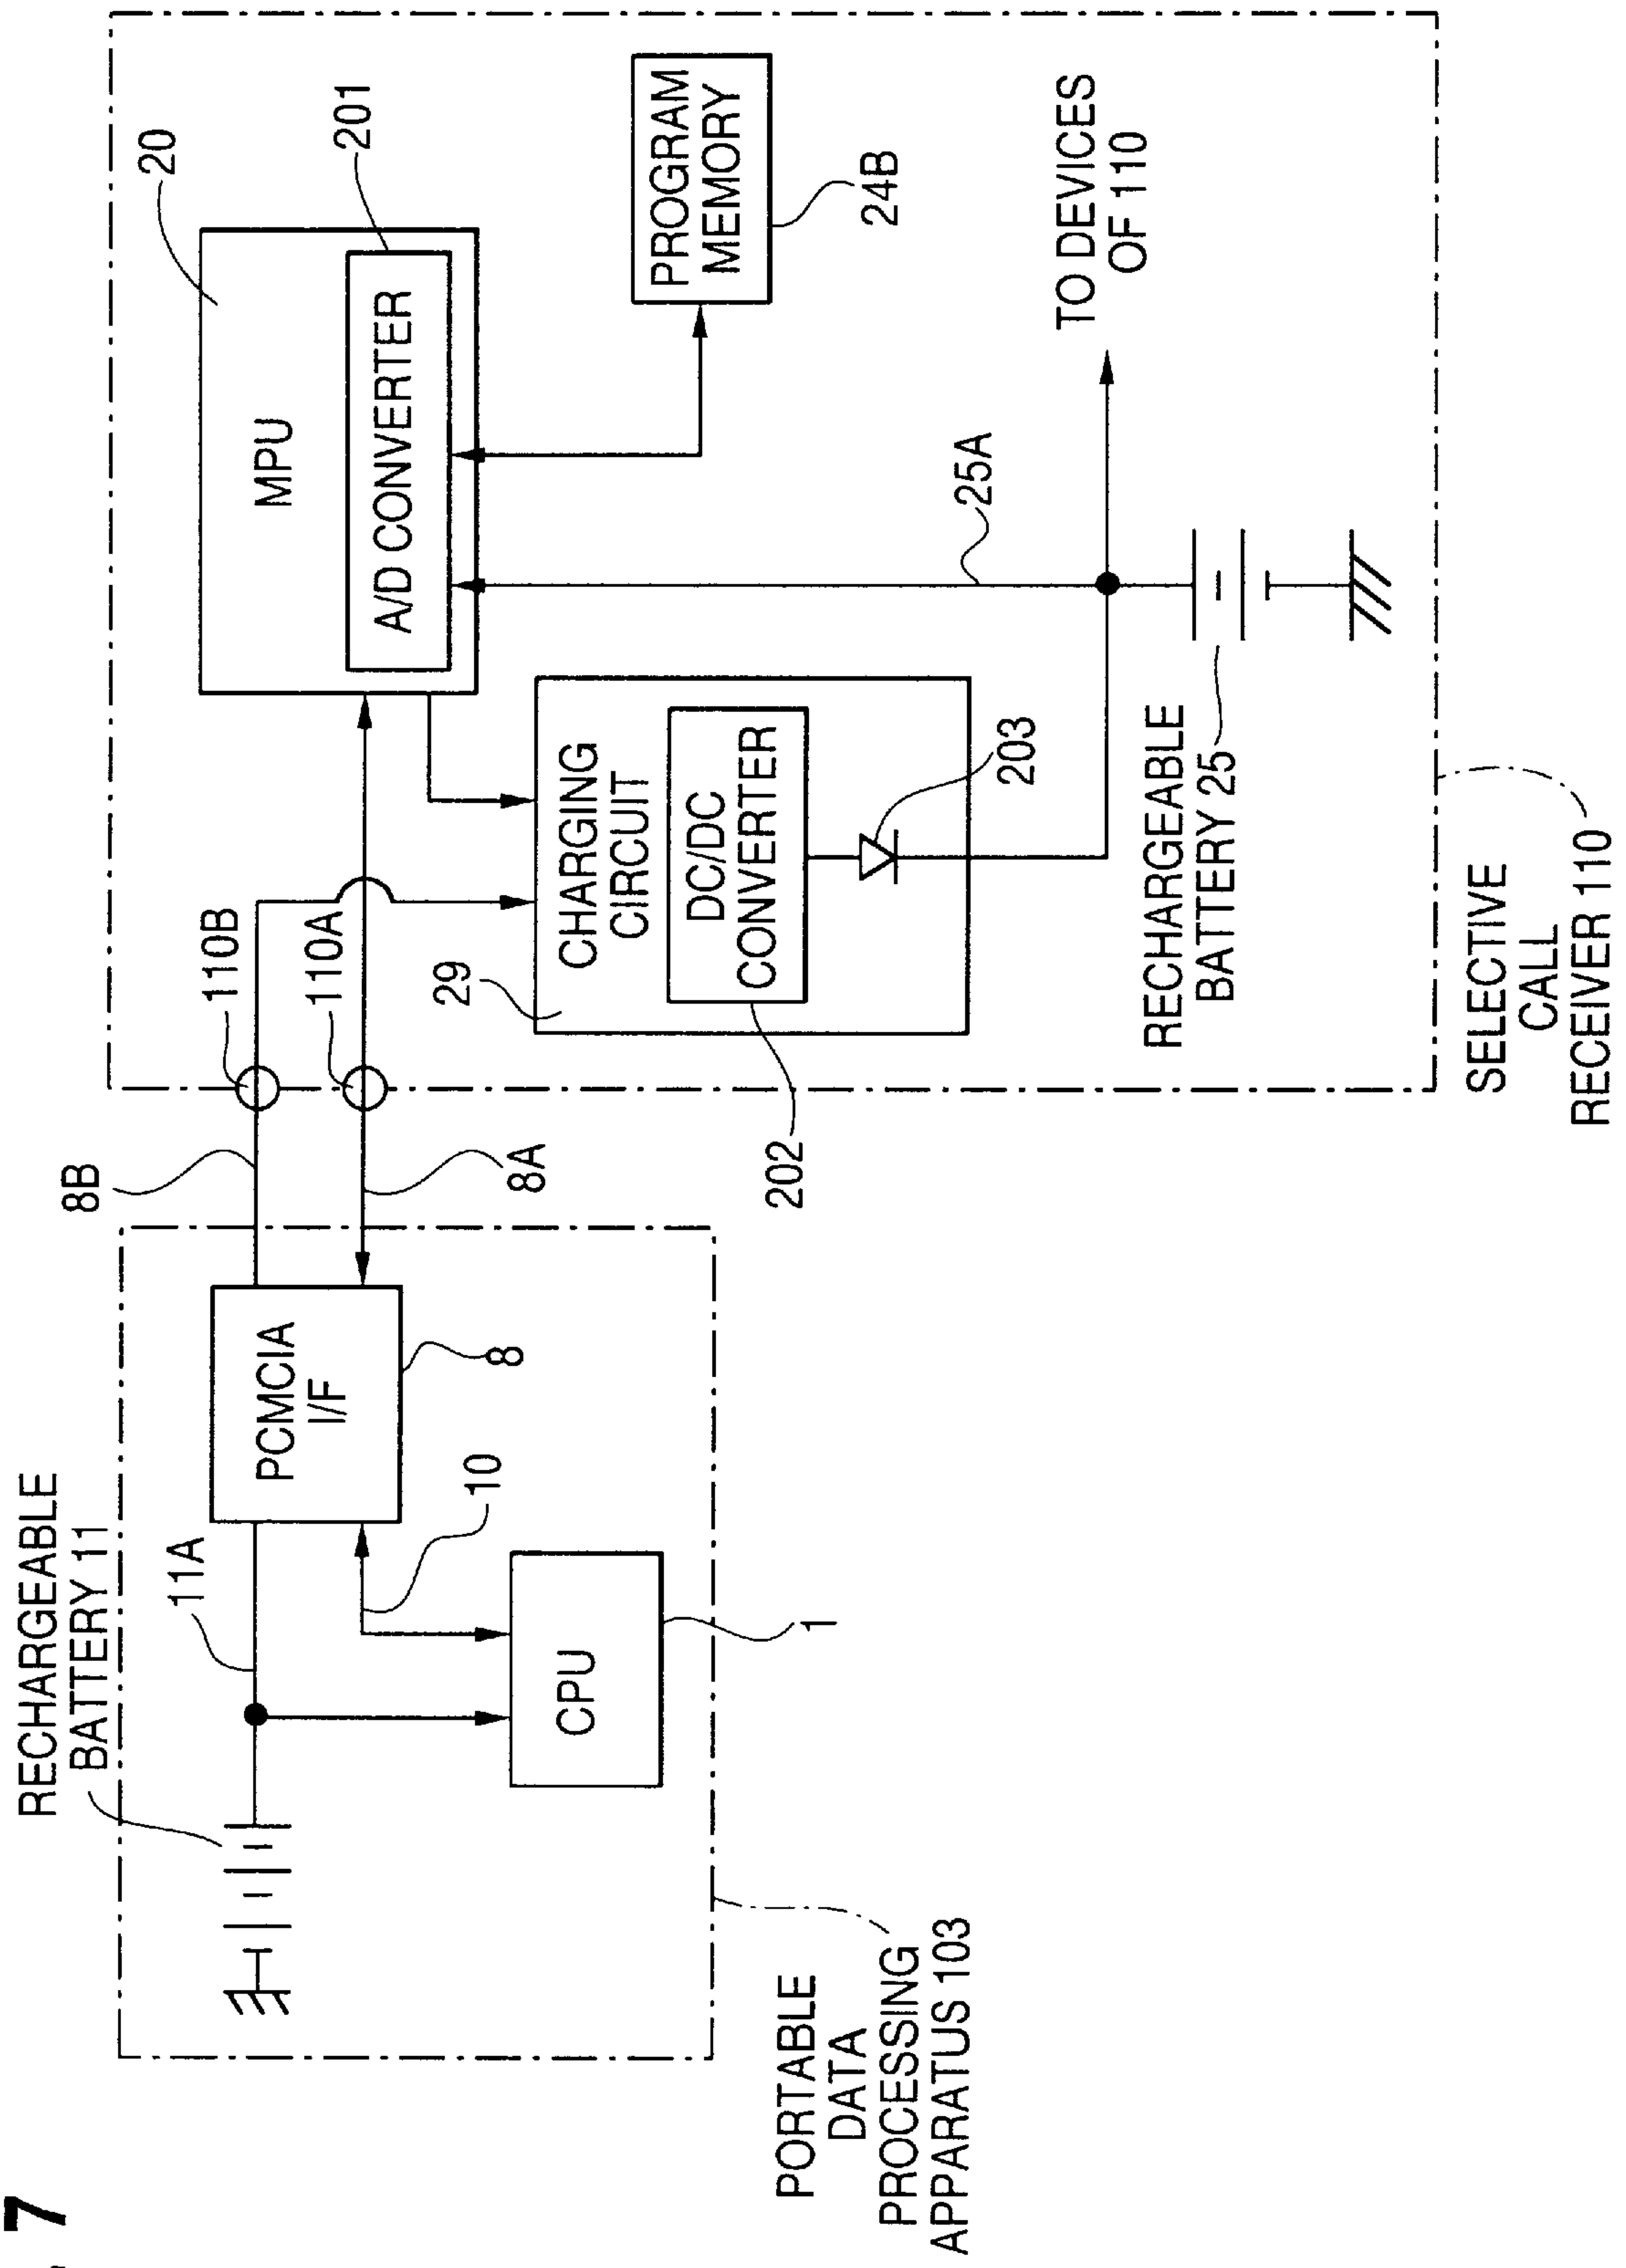 7
RECHARGEABLE
BATTERY 11
11A
PCMCIA
I/F
8
10
CPU
1
PORTABLE
DATA
PROCESSING
APPARATUS 103
8B
8A
110B
110A
20
MPU
201
A/D CONVERTER
PROGRAM
MEMORY
24B
29
CHARGING
CIRCUIT
DC/DC
CONVERTER
202
203
25A
TO DEVICES
OF 110
RECHARGEABLE
BATTERY 25
SELECTIVE
CALL
RECEIVER 110